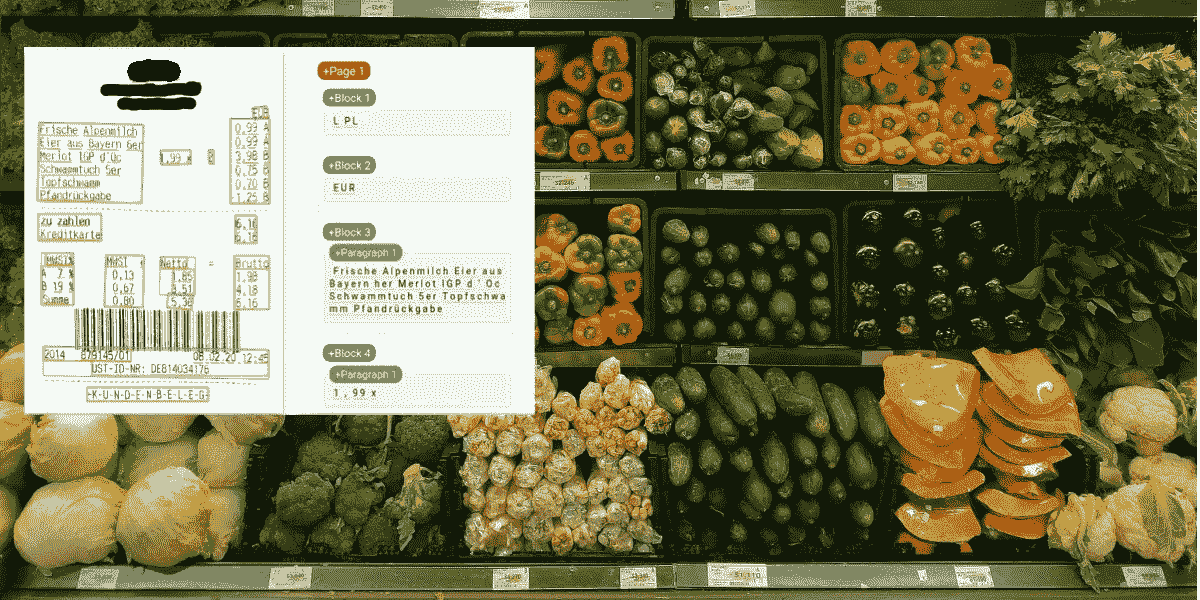 EUR
Frische Alpenmilch 0,99 A
Eier aus Bayern 6er 0,99 A
Merlot IGP d'Oc 1,99 x 3,98 B
Schwammtuch 5er 0,75 B
Topfschwamm 0,70 B
Pfandrückgabe 1,25 B
zu zahlen 6,16
Kreditkarte 6,16
MWST% MWST Netto = Brutto
A 7 % 0,13 1,85 1,98
B 19 % 0,67 3,51 4,18
Summe 0,80 5,36 6,16
2014 879145/01 08.02.20 12:45
UST-ID-NR: DE814034176
-K-U-N-D-E-N-B-E-L-E-G-
+Page 1
+Block 1
L PL
+Block 2
EUR
+Block 3
+Paragraph 1
Frische Alpenmilch Eier aus
Bayern her Merlot IGP d ' Oc
Schwammtuch 5er Topfschwa
mm Pfandrückgabe
+Block 4
+Paragraph 1
1 , 99 x